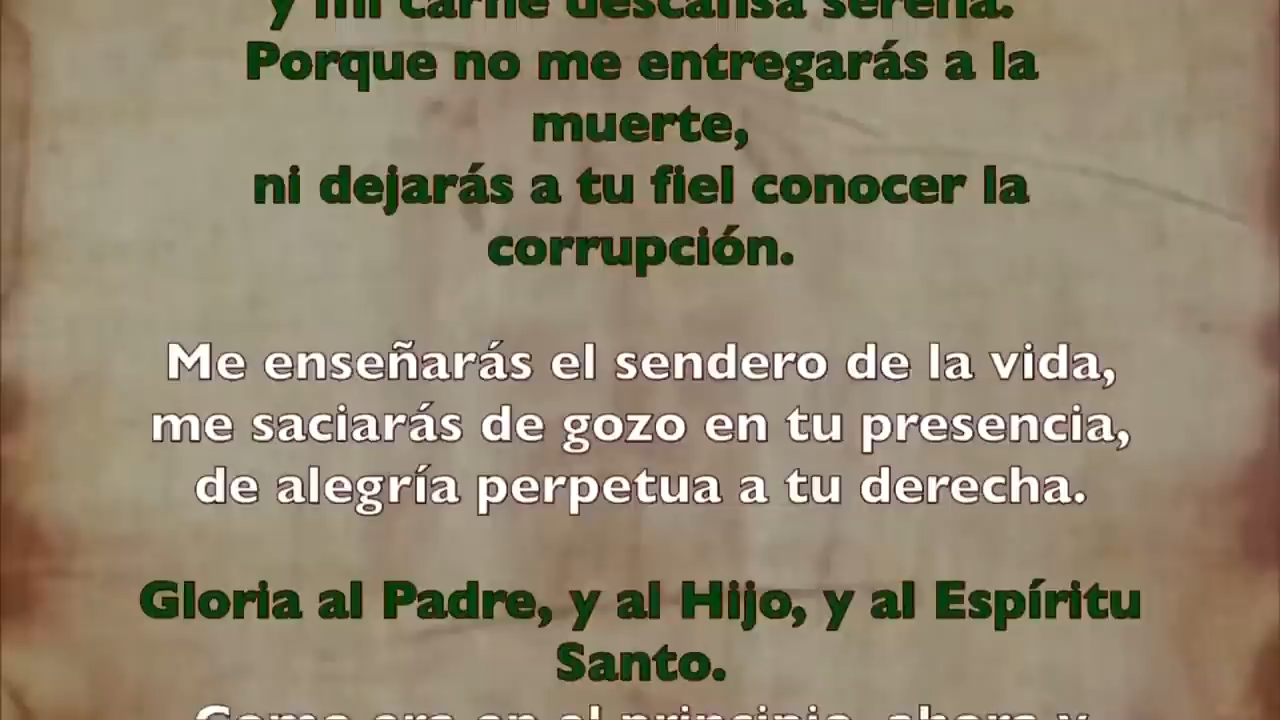 y mi carne descansa serena.
Porque no me entregarás a la
muerte,
ni dejarás a tu fiel conocer la
corrupción.
Me enseñarás el sendero de la vida,
me saciarás de gozo en tu presencia,
de alegría perpetua a tu derecha.
Gloria al Padre, y al Hijo, y al Espíritu
Santo.
Como era en el principio, ahora y